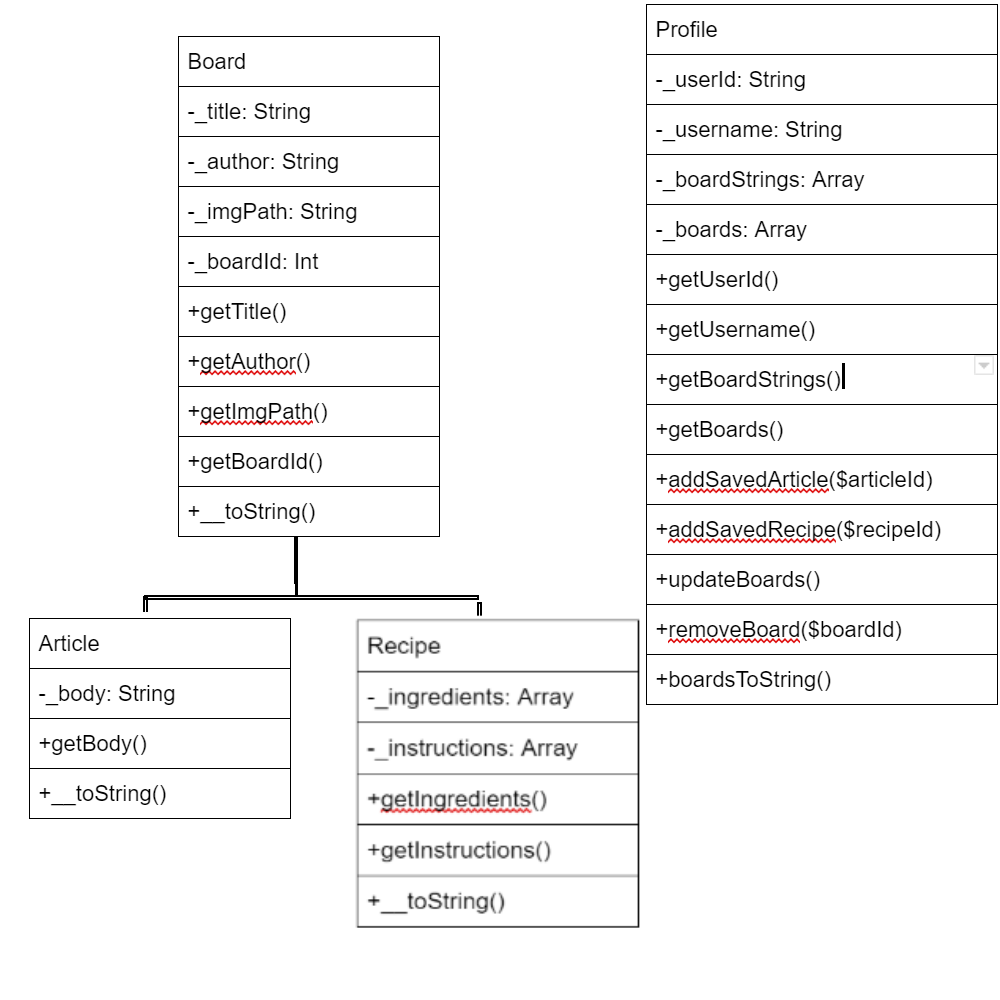 Board
-_title: String
-_author: String
-_imgPath: String
-_boardId: Int
+getTitle()
+getAuthor()
+getImgPath()
+getBoardId()
+__toString()
Profile
-_userId: String
-_username: String
-_boardStrings: Array
-_boards: Array
+getUserId()
+getUsername()
+getBoardStrings()
+getBoards()
+addSavedArticle($articleId)
+addSavedRecipe($recipeId)
+updateBoards()
+removeBoard($boardId)
+boardsToString()
Article
-_body: String
+getBody()
+__toString()
Recipe
-_ingredients: Array
-_instructions: Array
+getIngredients()
+getInstructions()
+__toString()